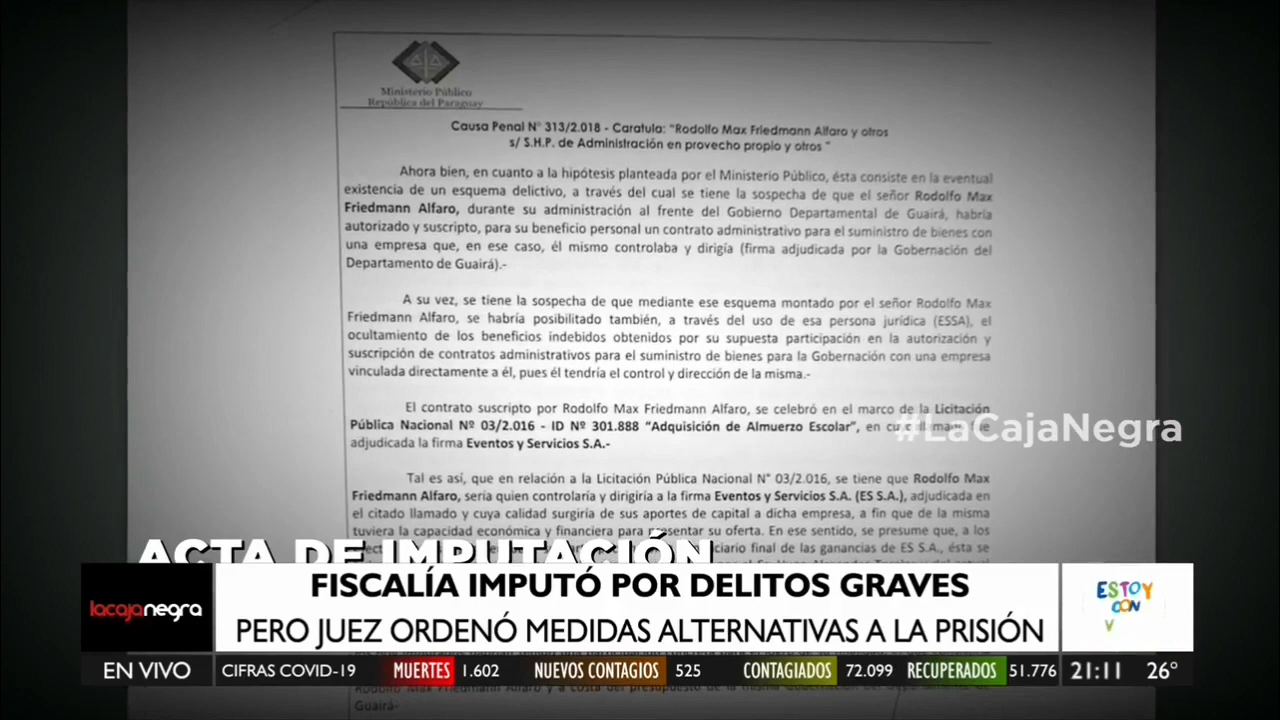 Ministerio Público
República del Paraguay
Causa Penal N° 313/2.018 - Caratula: "Rodolfo Max Friedmann Alfaro y otros
s/ S.H.P. de Administración en provecho propio y otros "
Ahora bien, en cuanto a la hipótesis planteada por el Ministerio Público, ésta consiste en la eventual
existencia de un esquema delictivo, a través del cual se tiene la sospecha de que el señor Rodolfo Max
Friedmann Alfaro, durante su administración al frente del Gobierno Departamental de Guairá, habría
autorizado y suscripto, para su beneficio personal un contrato administrativo para el suministro de bienes con
una empresa que, en ese caso, él mismo controlaba y dirigía (firma adjudicada por la Gobernación del
Departamento de Guairá).-
A su vez, se tiene la sospecha de que mediante ese esquema montado por el señor Rodolfo Max
Friedmann Alfaro, se habría posibilitado también, a través del uso de esa persona jurídica (ESSA), el
ocultamiento de los beneficios indebidos obtenidos por su supuesta participación en la autorización y
suscripción de contratos administrativos para el suministro de bienes para la Gobernación con una empresa
vinculada directamente a él, pues él tendría el control y dirección de la misma.-
El contrato suscripto por Rodolfo Max Friedmann Alfaro, se celebró en el marco de la Licitación
Pública Nacional Nº 03/2.016 - ID Nº 301.888 "Adquisición de Almuerzo Escolar", en
adjudicada la firma Eventos y Servicios S.A.-
#LaCajaNegra
Tal es así, que en relación a la Licitación Pública Nacional N° 03/2.016, se tiene que Rodolfo Max
Friedmann Alfaro, sería quien controlaría y dirigiría a la firma Eventos y Servicios S.A. (ES S.A.), adjudicada en
el citado llamado y cuya calidad surgiría de sus aportes de capital a dicha empresa, a fin que de la misma
tuviera la capacidad económica y financiera para presentar su oferta. En ese sentido, se presume que, a los
final de las ganancias de ES S.A., ésta se
ACTA DE IMPUTACIÓN
FISCALÍA IMPUTÓ POR DELITOS GRAVES
PERO JUEZ ORDENÓ MEDIDAS ALTERNATIVAS A LA PRISIÓN
lacajanegra
ESTOY
CON
V
EN VIVO CIFRAS COVID-19 MUERTES 1.602 NUEVOS CONTAGIOS 525 CONTAGIADOS 72.099 RECUPERADOS 51.776 21:11 26°
Guairá-